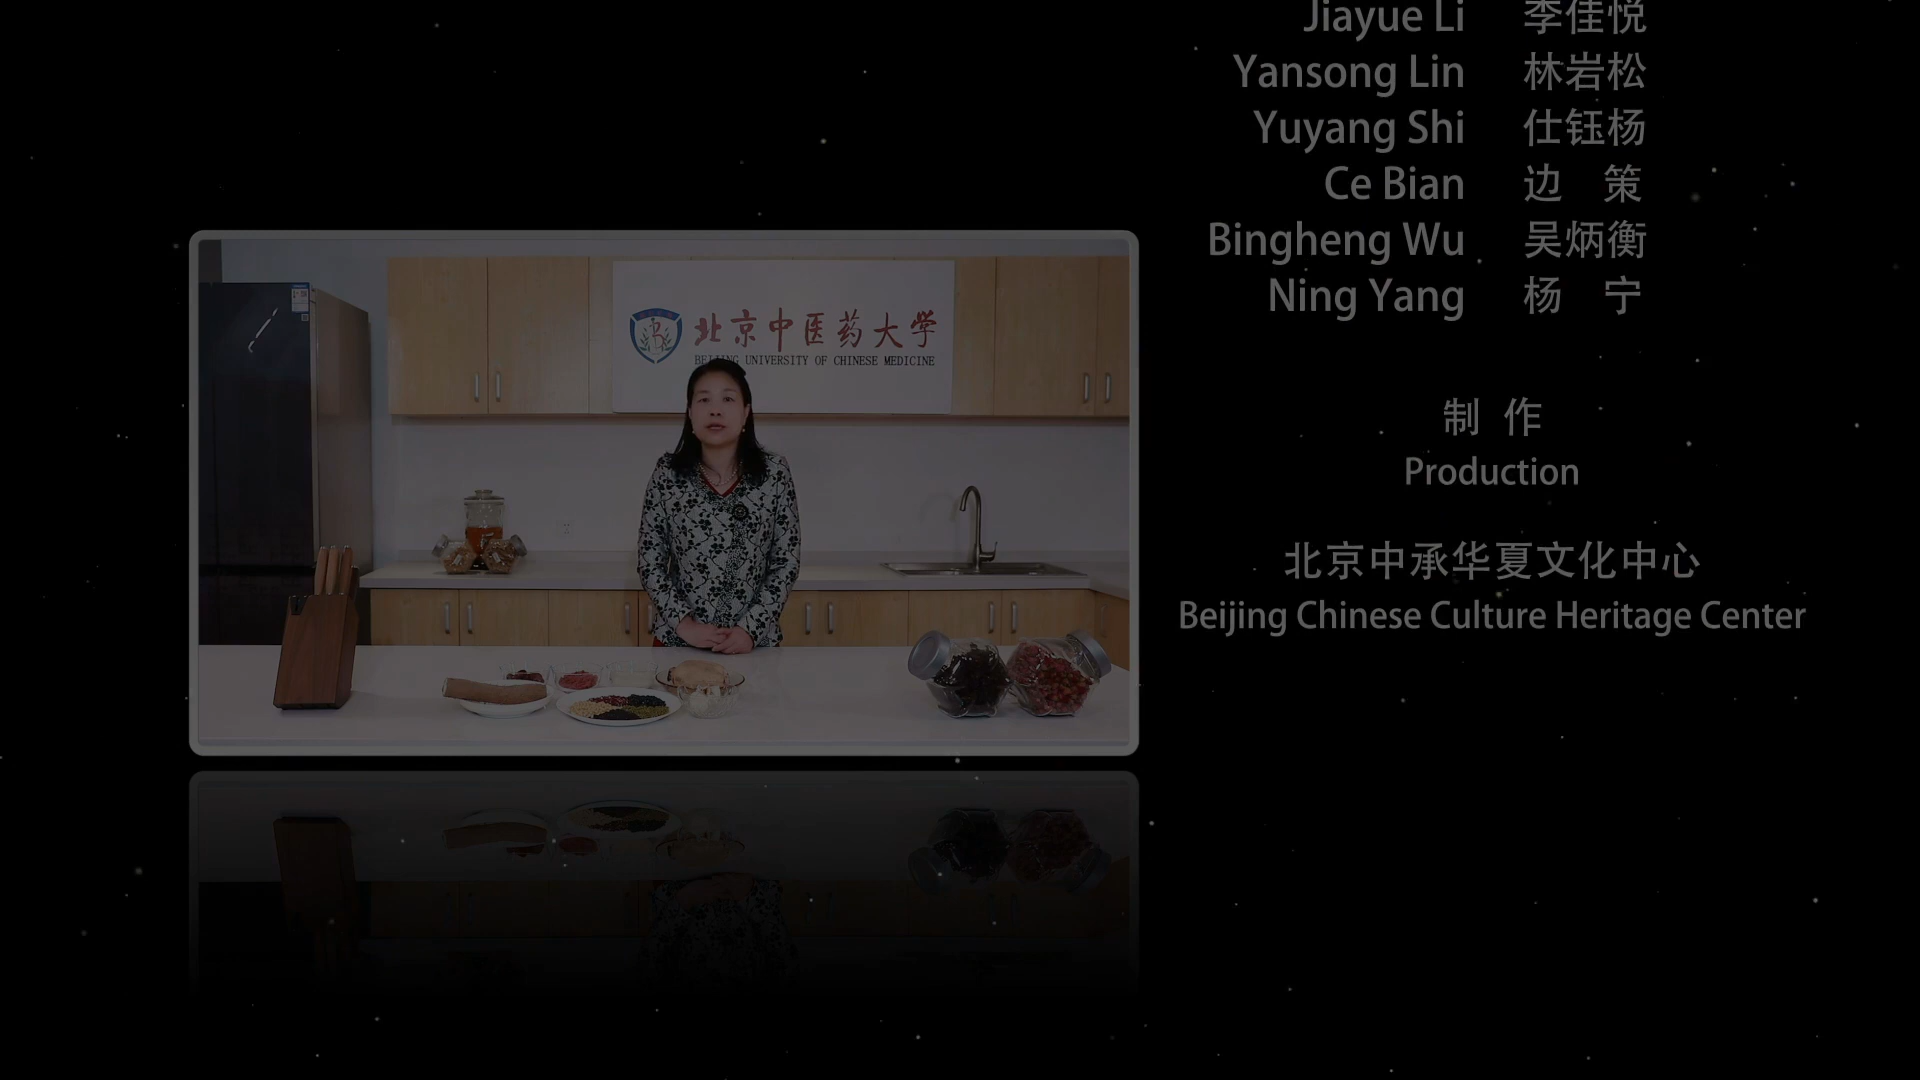 Jiayue Li 李佳悦
Yansong Lin 林岩松
Yuyang Shi 仕钰杨
Ce Bian 边 策
Bingheng Wu 吴炳衡
Ning Yang 杨 宁
制 作
Production
北京中承华夏文化中心
Beijing Chinese Culture Heritage Center
北京中医药大学
BEIJING UNIVERSITY OF CHINESE MEDICINE